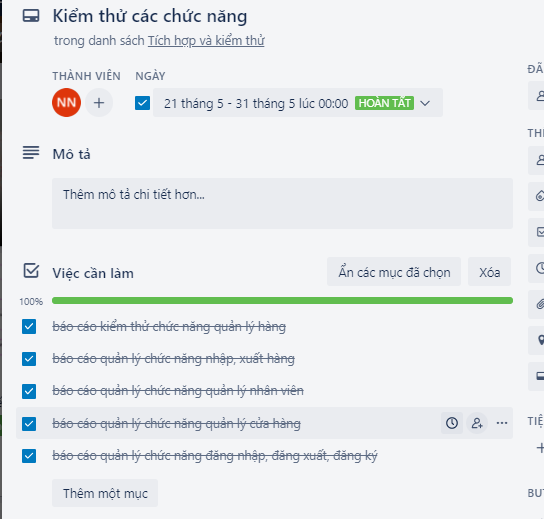 Kiểm thử các chức năng
trong danh sách Tích hợp và kiểm thử
THÀNH VIÊN NGÀY
NN 21 tháng 5 - 31 tháng 5 lúc 00:00 HOÀN TẤT
Mô tả
Thêm mô tả chi tiết hơn...
Việc cần làm Ẩn các mục đã chọn Xóa
100%
báo cáo kiểm thử chức năng quản lý hàng
báo cáo quản lý chức năng nhập, xuất hàng
báo cáo quản lý chức năng quản lý nhân viên
báo cáo quản lý chức năng quản lý cửa hàng
báo cáo quản lý chức năng đăng nhập, đăng xuất, đăng ký
Thêm một mục
ĐÃ
TH
TIỆ
BU